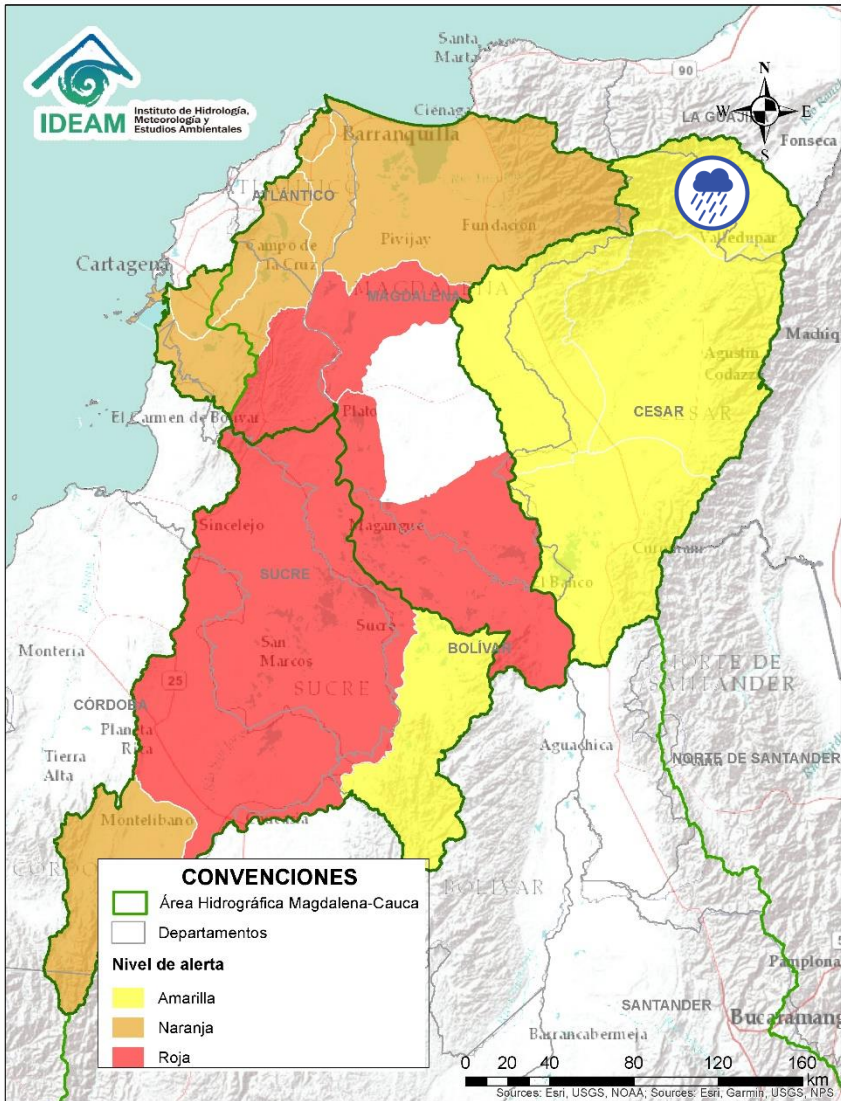 IDEAM
Instituto de Hidrología,
Meteorología y
Estudios Ambientales
Santa
Marta
90
N
W
E
S
LA GUAJI
Fonseca
Ciénaga
Barranquilla
ATLÁNTICO
Campo de
la Cruz
Pivijay
Fundación
Valledupar
Cartagena
MAGDALENA
Machiq
Agustín
Codazzi
CESAR
El Carmen de Bolívar
Plato
Sincelejo
Magangué
SUCRE
El Banco
Sucre
San
Marcos
SUCRE
BOLÍVAR
Montería
25
CÓRDOBA
Planeta
Rica
Tierra
Alta
NORTE DE
SANTANDER
Aguachica
NORTE DE SANTANDER
Montelíbano
BOLÍVAR
CONVENCIONES
Área Hidrográfica Magdalena-Cauca
Departamentos
Nivel de alerta
Amarilla
Naranja
Roja
Pamplona
SANTANDER
Bucaramang
Barrancabermeja
0 20 40 80 120 160
km
Sources: Esri, USGS, NOAA; Sources: Esri, Garmin, USGS, NPS